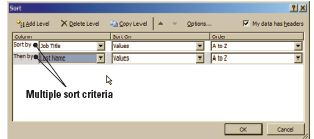 Sort
Add Level Delete Level Copy Level Options... My data has headers
Column Sort On Order
Sort by Job Title Values A to Z
Then by Last Name Values A to Z
Multiple sort criteria
OK Cancel